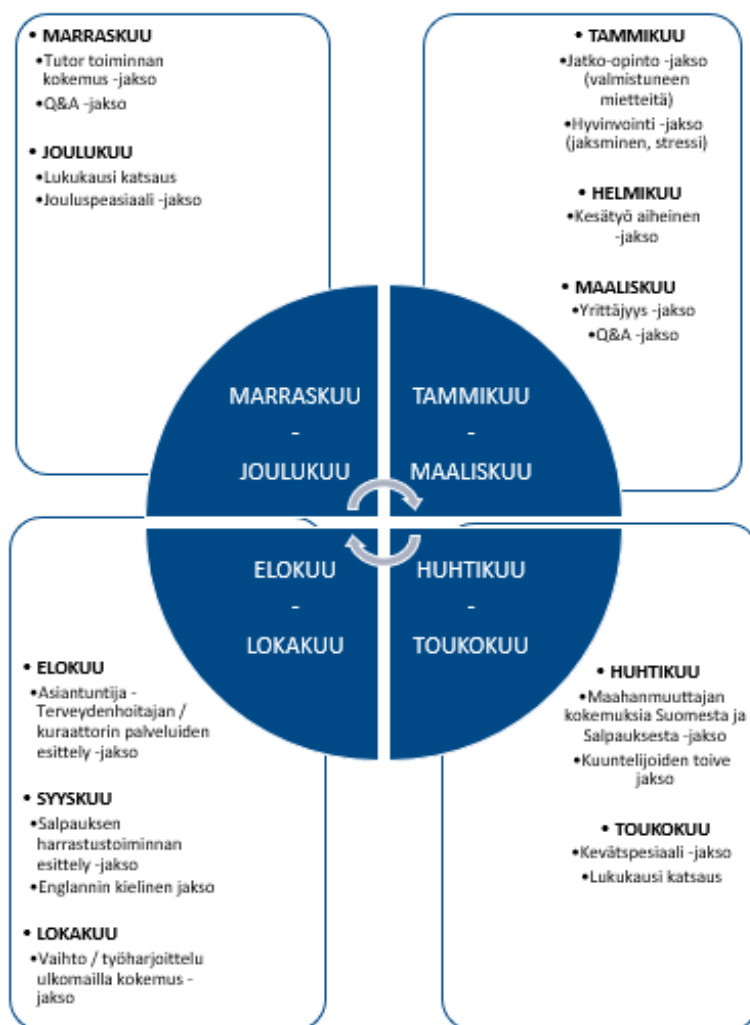 • MARRASKUU
•Tutor toiminnan
kokemus -jakso
•Q&A -jakso
• JOULUKUU
•Lukukausi katsaus
•Jouluspeasiaali -jakso
• TAMMIKUU
•Jatko-opinto -jakso
(valmistuneen
mietteitä)
•Hyvinvointi -jakso
(jaksminen, stressi)
• HELMIKUU
•Kesätyö aiheinen
-jakso
• MAALISKUU
•Yrittäjyys -jakso
•Q&A -jakso
MARRASKUU
-
JOULUKUU
TAMMIKUU
-
MAALISKUU
ELOKUU
-
LOKAKUU
HUHTIKUU
-
TOUKOKUU
• ELOKUU
•Asiantuntija -
Terveydenhoitajan /
kuraattorin palveluiden
esittely -jakso
• SYYSKUU
•Salpauksen
harrastustoiminnan
esittely -jakso
•Englannin kielinen jakso
• LOKAKUU
•Vaihto / työharjoittelu
ulkomailla kokemus -
jakso
• HUHTIKUU
•Maahanmuuttajan
kokemuksia Suomesta ja
Salpauksesta -jakso
•Kuuntelijoiden toive
jakso
• TOUKOKUU
•Kevätspesiaali -jakso
•Lukukausi katsaus